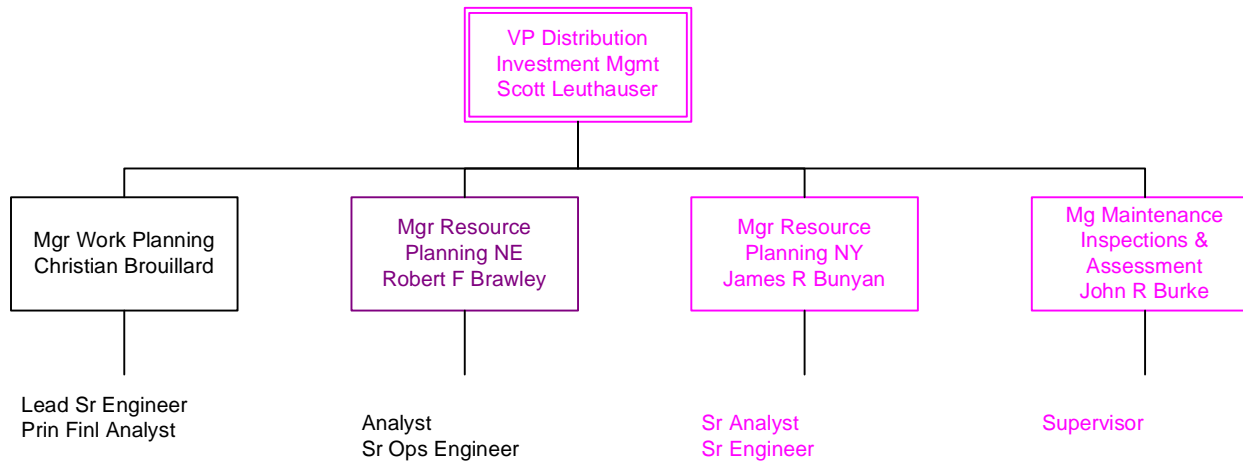 VP Distribution
Investment Mgmt
Scott Leuthauser
Mgr Work Planning
Christian Brouillard
Mgr Resource
Planning NE
Robert F Brawley
Mgr Resource
Planning NY
James R Bunyan
Mg Maintenance
Inspections &
Assessment
John R Burke
Lead Sr Engineer
Prin Finl Analyst
Analyst
Sr Ops Engineer
Sr Analyst
Sr Engineer
Supervisor